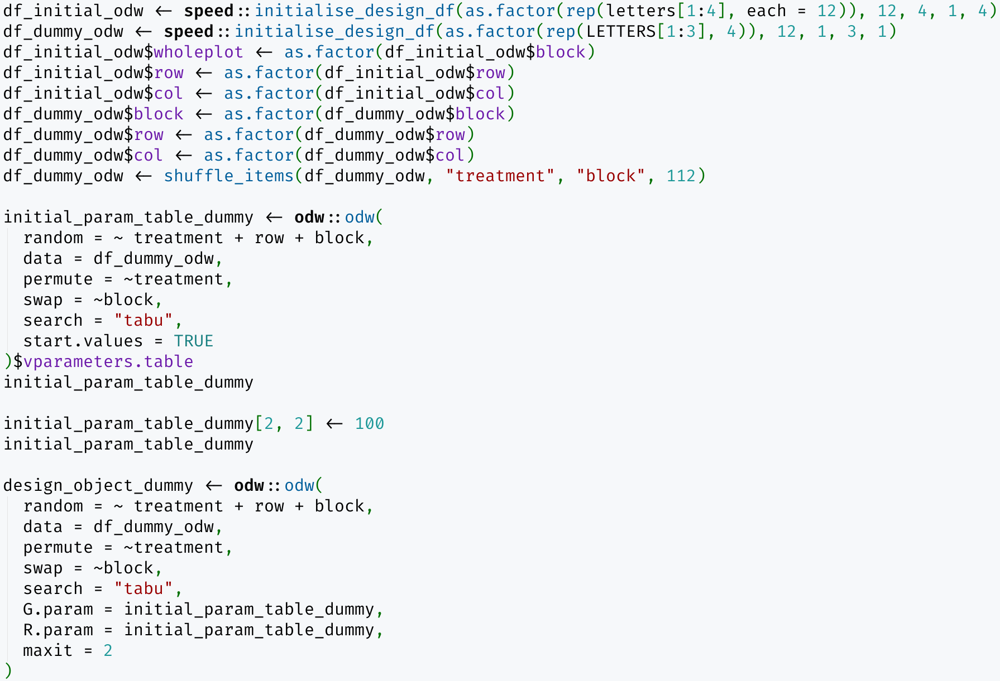 df_initial_odw <- speed::initialise_design_df(as.factor(rep(letters[1:4], each = 12)), 12, 4, 1, 4)
df_dummy_odw <- speed::initialise_design_df(as.factor(rep(LETTERS[1:3], 4)), 12, 1, 3, 1)
df_initial_odw$wholeplot <- as.factor(df_initial_odw$block)
df_initial_odw$row <- as.factor(df_initial_odw$row)
df_initial_odw$col <- as.factor(df_initial_odw$col)
df_dummy_odw$block <- as.factor(df_dummy_odw$block)
df_dummy_odw$row <- as.factor(df_dummy_odw$row)
df_dummy_odw$col <- as.factor(df_dummy_odw$col)
df_dummy_odw <- shuffle_items(df_dummy_odw, "treatment", "block", 112)

initial_param_table_dummy <- odw::odw(
  random = ~ treatment + row + block,
  data = df_dummy_odw,
  permute = ~treatment,
  swap = ~block,
  search = "tabu",
  start.values = TRUE
)$vparameters.table
initial_param_table_dummy

initial_param_table_dummy[2, 2] <- 100
initial_param_table_dummy

design_object_dummy <- odw::odw(
  random = ~ treatment + row + block,
  data = df_dummy_odw,
  permute = ~treatment,
  swap = ~block,
  search = "tabu",
  G.param = initial_param_table_dummy,
  R.param = initial_param_table_dummy,
  maxit = 2
)